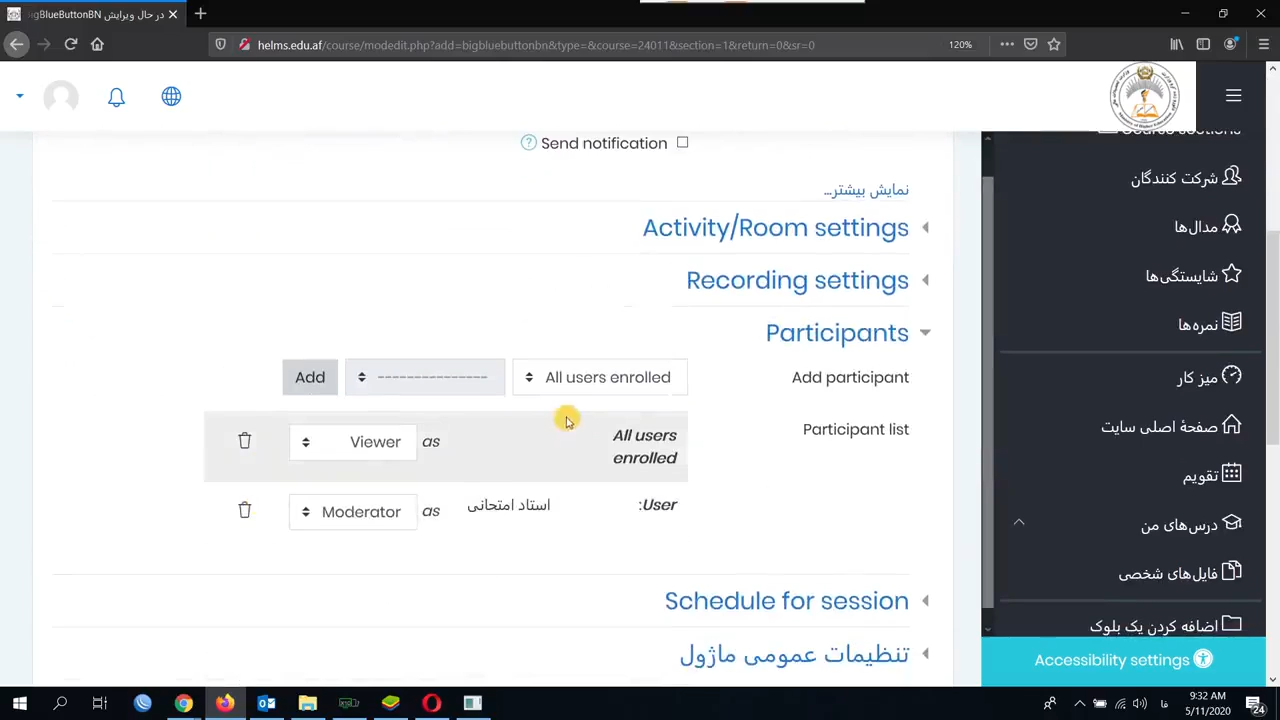 در حال ویرایش BigBlueButtonBN
helms.edu.af/course/modedit.php?add=bigbluebuttonbn&type=&course=24011&section=1&return=0&sr=0
120%
Send notification
نمایش بیشتر...
Activity/Room settings
Recording settings
Participants
Add participant
All users enrolled
---------------
Add
Participant list
All users
enrolled
as
Viewer
User:
استاد امتحانی
as
Moderator
Schedule for session
تنظیمات عمومی ماژول
Course sections
شرکت کنندگان
مدال‌ها
شایستگی‌ها
نمره‌ها
میز کار
صفحهٔ اصلی سایت
تقویم
درس‌های من
فایل‌های شخصی
اضافه کردن یک بلوک
Accessibility settings
فا
9:32 AM
5/11/2020
24